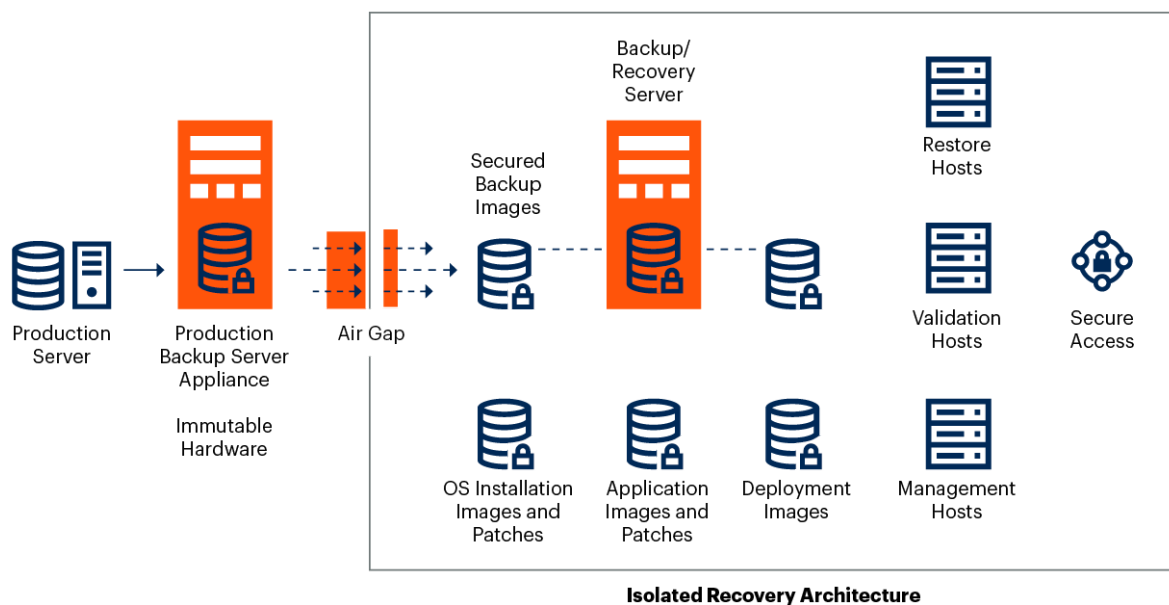 Backup/
Recovery
Server
Restore
Hosts
Secured
Backup
Images
Production
Server
Production
Backup Server
Appliance
Immutable
Hardware
Air Gap
Validation
Hosts
Secure
Access
OS Installation
Images and
Patches
Application
Images and
Patches
Deployment
Images
Management
Hosts
Isolated Recovery Architecture